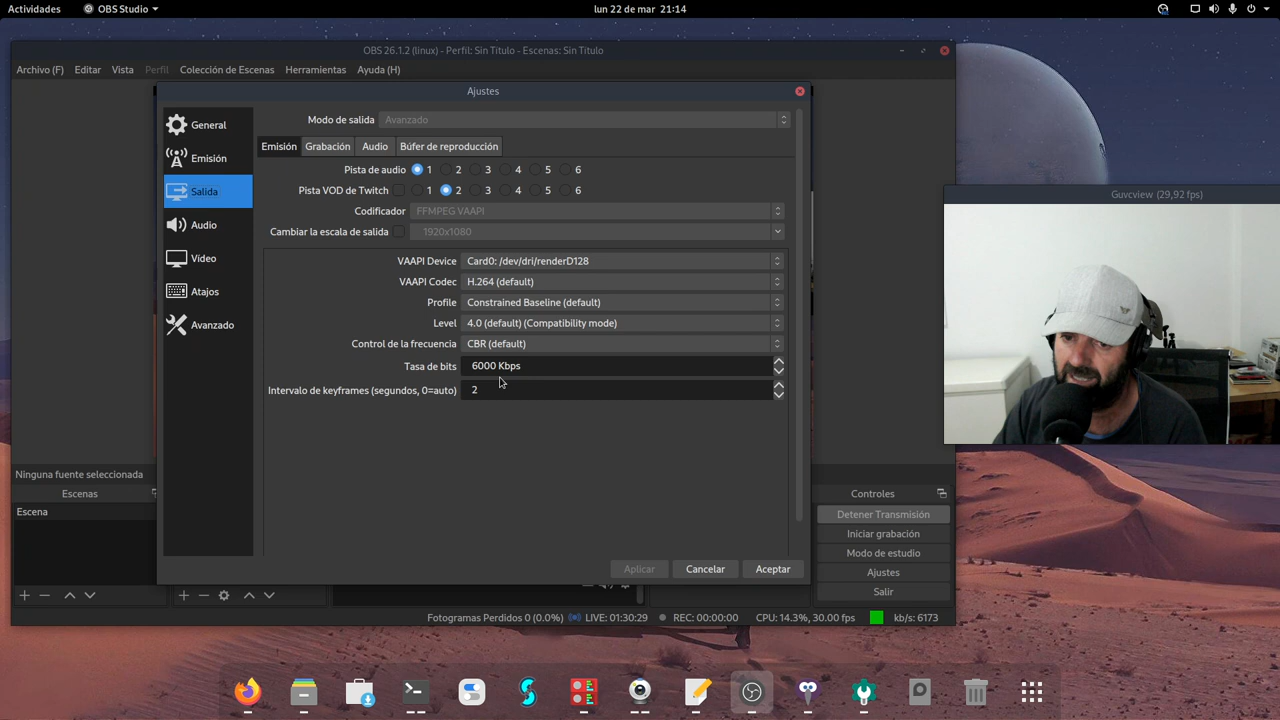 Actividades
OBS Studio
lun 22 de mar  21:14
OBS 26.1.2 (linux) - Perfil: Sin Título - Escenas: Sin Título
Archivo (F)
Editar
Vista
Perfil
Colección de Escenas
Herramientas
Ayuda (H)
Ajustes
General
Emisión
Salida
Audio
Video
Atajos
Avanzado
Modo de salida
Avanzado
Emisión
Grabación
Audio
Búfer de reproducción
Pista de audio 1 2 3 4 5 6
Pista VOD de Twitch 1 2 3 4 5 6
Codificador FFMPEG VAAPI
Cambiar la escala de salida 1920x1080
VAAPI Device Card0: /dev/dri/renderD128
VAAPI Codec H.264 (default)
Profile Constrained Baseline (default)
Level 4.0 (default) (Compatibility mode)
Control de la frecuencia CBR (default)
Tasa de bits 6000 Kbps
Intervalo de keyframes (segundos, 0=auto) 2
Aplicar
Cancelar
Aceptar
Guvcview (29,92 fps)
Ninguna fuente seleccionada
Escenas
Escena
Controles
Detener Transmisión
Iniciar grabación
Modo de estudio
Ajustes
Salir
Fotogramas Perdidos 0 (0.0%)
LIVE: 01:30:29
REC: 00:00:00
CPU: 14.3%, 30.00 fps
kb/s: 6173